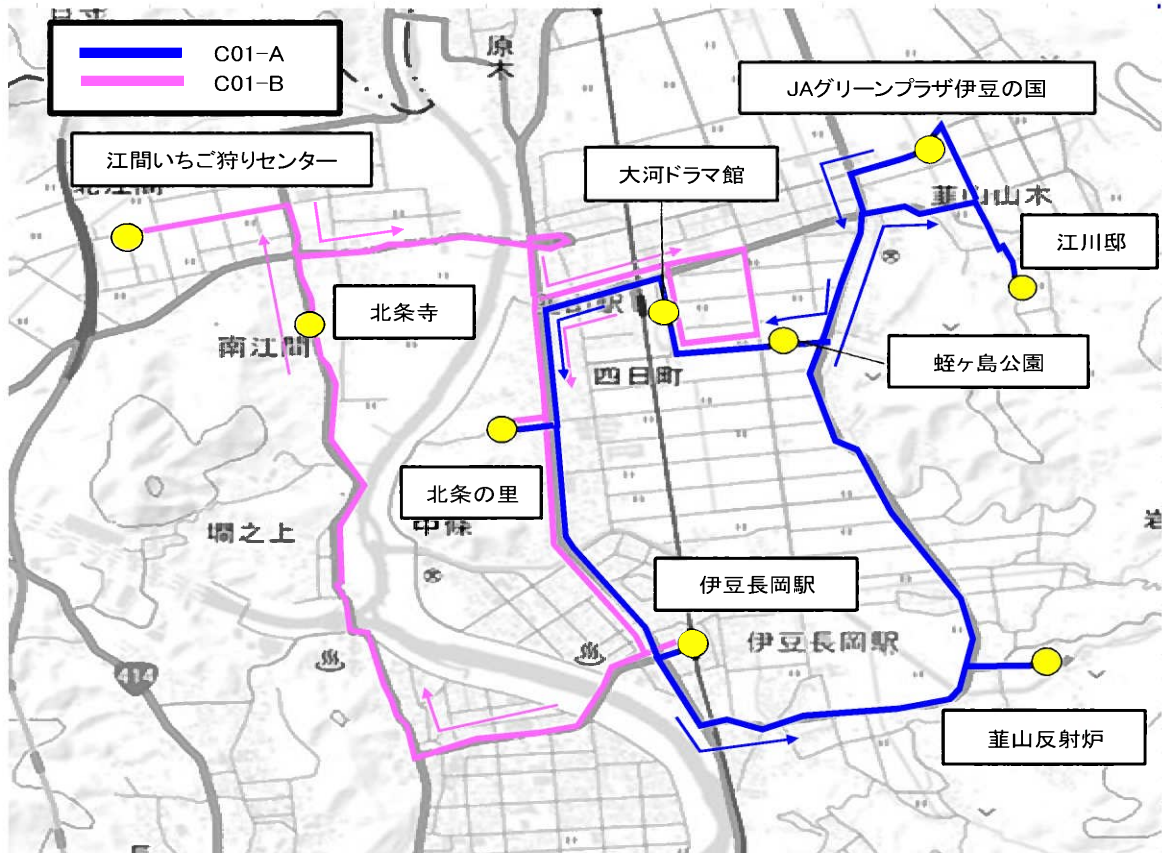 C01-A
C01-B
原
木
JAグリーンプラザ伊豆の国
江間いちご狩りセンター
北江間
大河ドラマ館
韮山山木
江川邸
北条寺
南江間
蛭ヶ島公園
四日町
北条の里
中條
墹之上
伊豆長岡駅
伊豆長岡駅
414
韮山反射炉